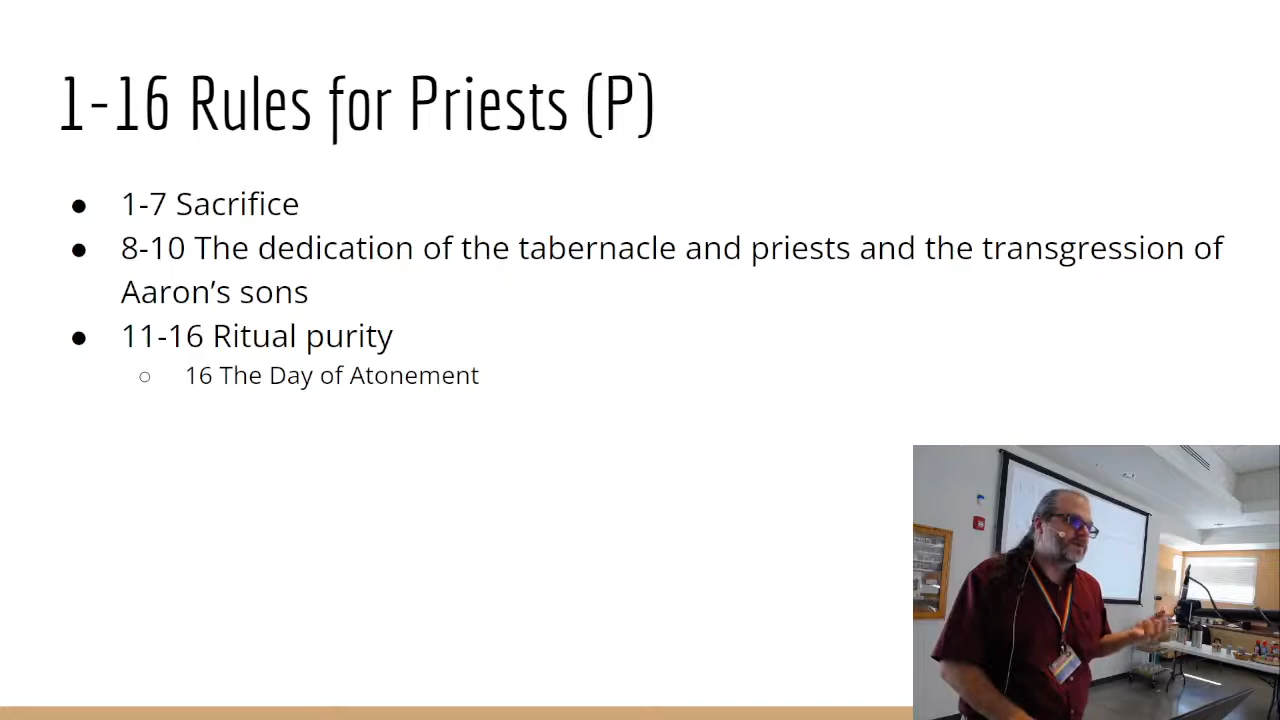 1-16 Rules for Priests (P)
● 1-7 Sacrifice
● 8-10 The dedication of the tabernacle and priests and the transgression of
Aaron’s sons
● 11-16 Ritual purity
○ 16 The Day of Atonement